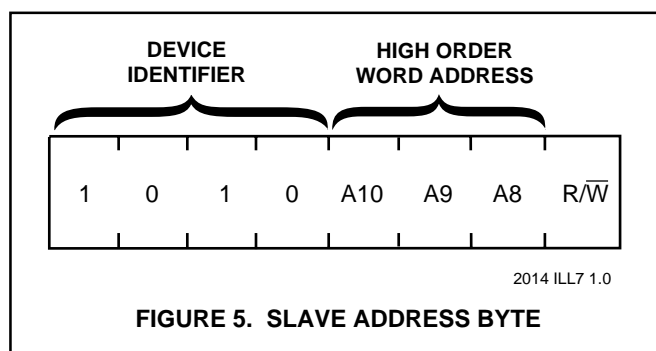 DEVICE
IDENTIFIER
HIGH ORDER
WORD ADDRESS
1 0 1 0 A10 A9 A8 R/W̅
2014 ILL7 1.0
FIGURE 5. SLAVE ADDRESS BYTE